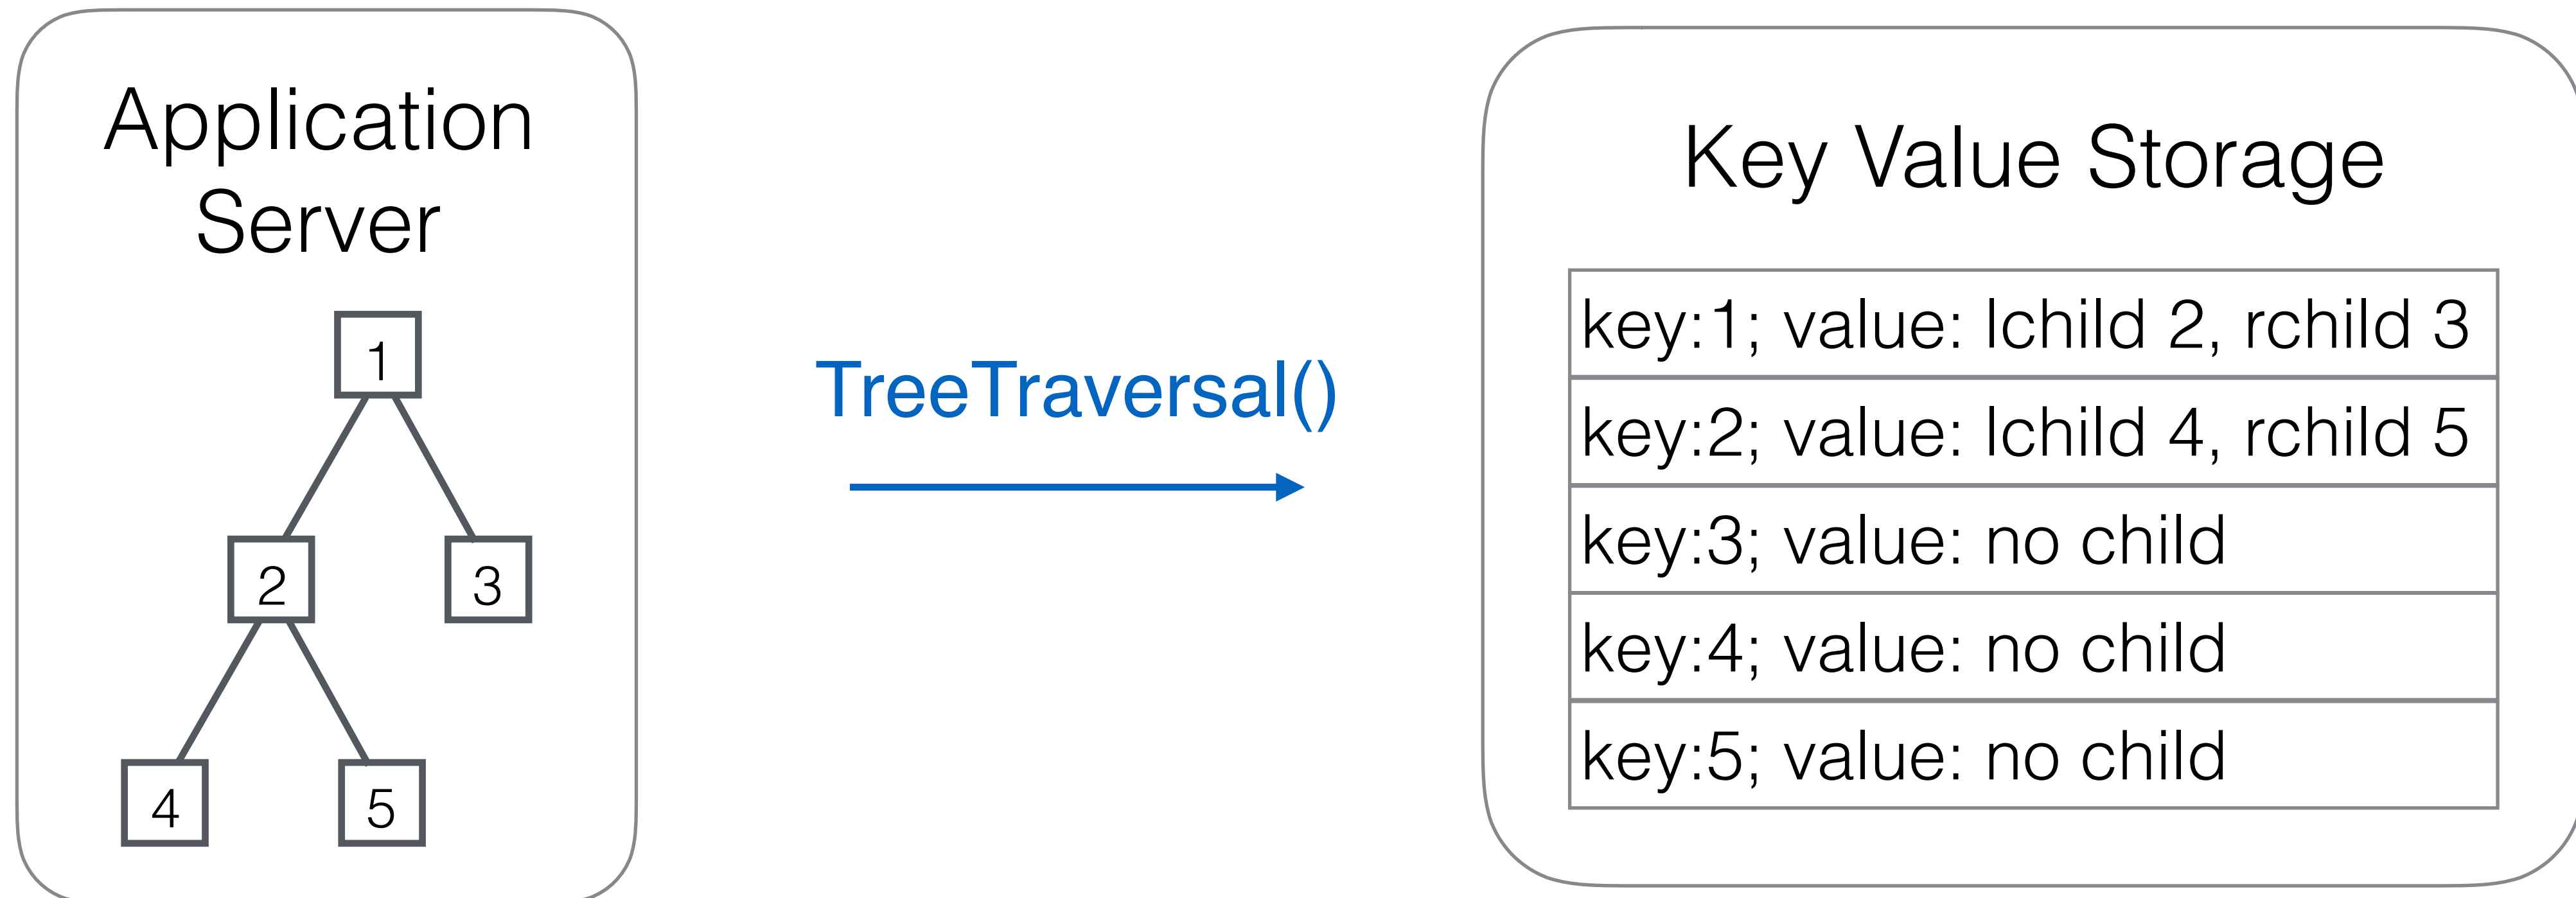 Application
Server
1
2
3
4
5
TreeTraversal()
Key Value Storage
key:1; value: lchild 2, rchild 3
key:2; value: lchild 4, rchild 5
key:3; value: no child
key:4; value: no child
key:5; value: no child